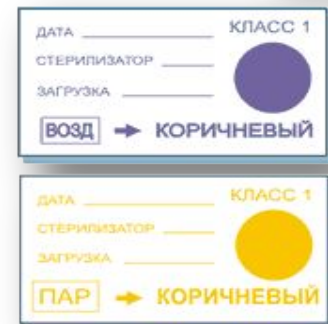 КЛАСС 1
ДАТА
СТЕРИЛИЗАТОР
ЗАГРУЗКА
ВОЗД → КОРИЧНЕВЫЙ
КЛАСС 1
ДАТА
СТЕРИЛИЗАТОР
ЗАГРУЗКА
ПАР → КОРИЧНЕВЫЙ